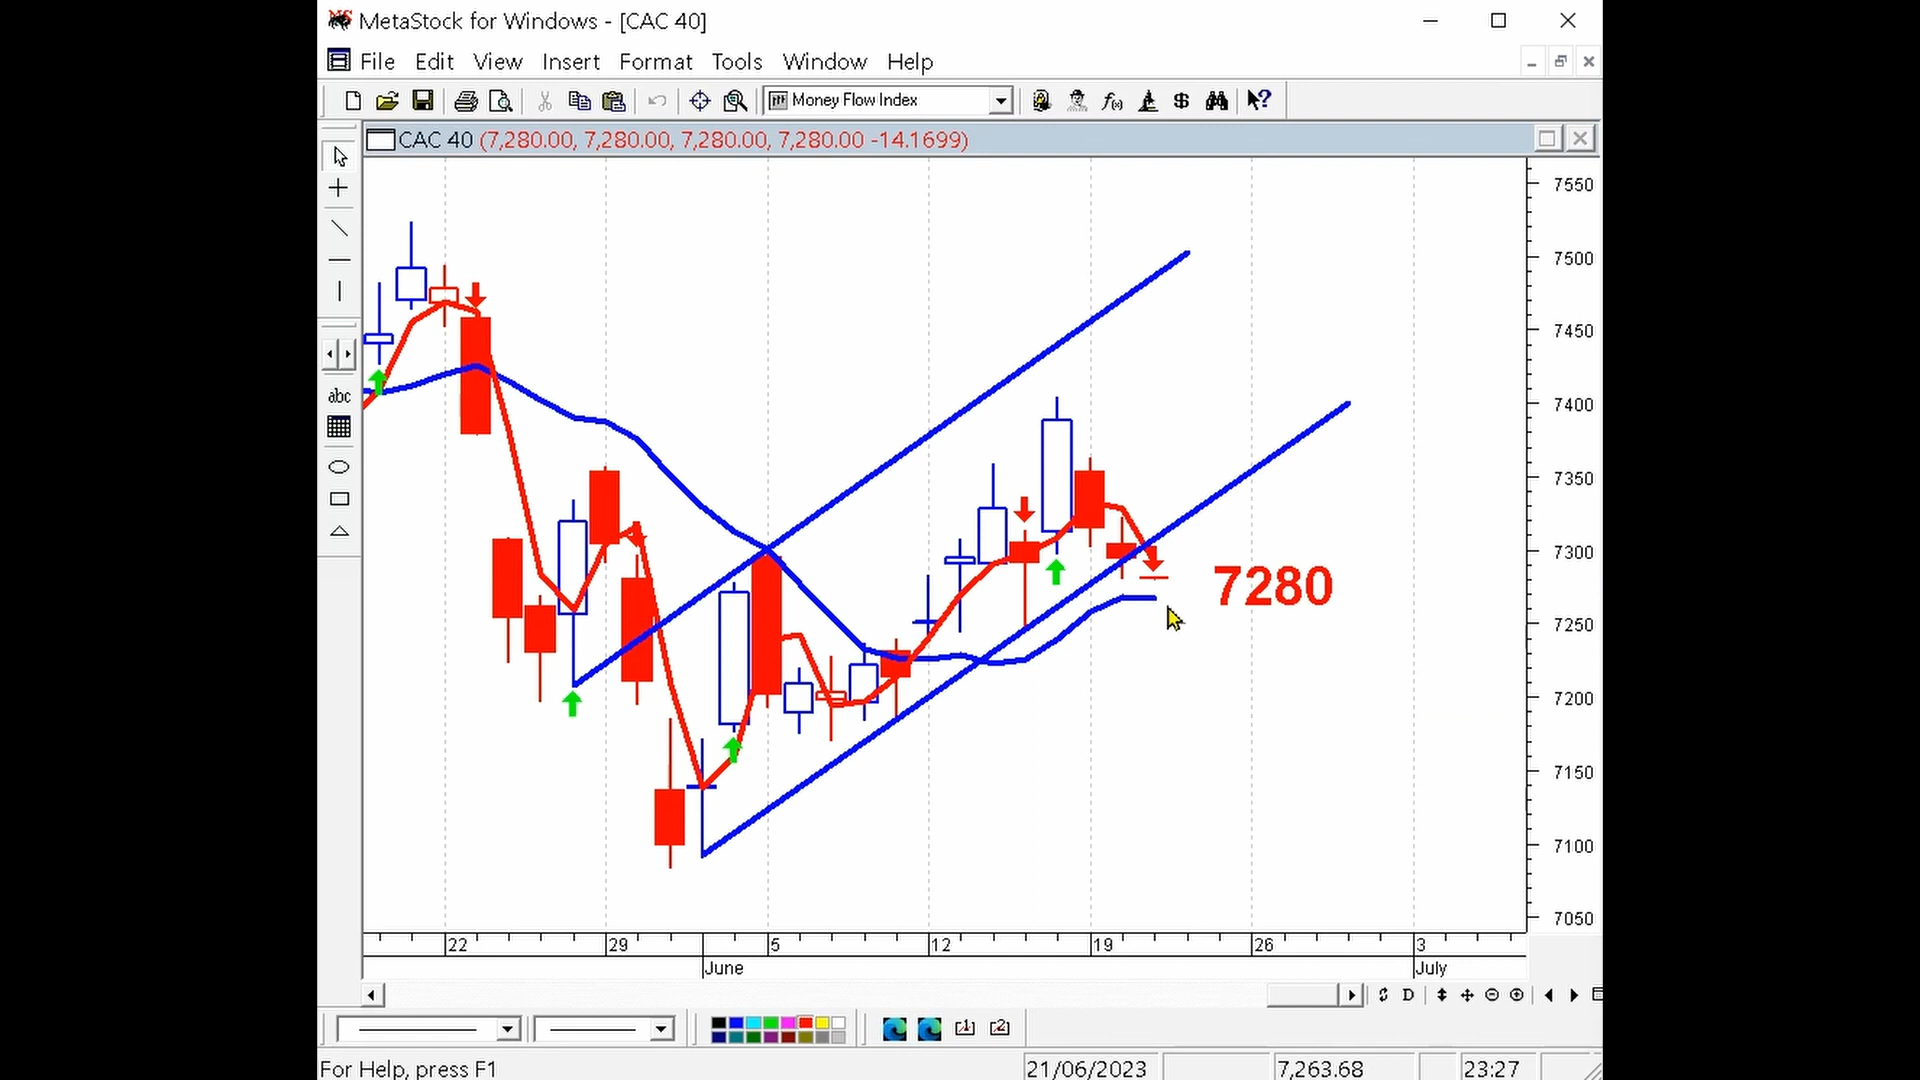 MetaStock for Windows - [CAC 40]
File Edit View Insert Format Tools Window Help
Money Flow Index
CAC 40 (7,280.00, 7,280.00, 7,280.00, 7,280.00 -14.1699)
abc
7550
7500
7450
7400
7350
7300
7250
7200
7150
7100
7050
7280
22 29 5 12 19 26 3
June July
D
1 2
For Help, press F1 21/06/2023 7,263.68 23:27